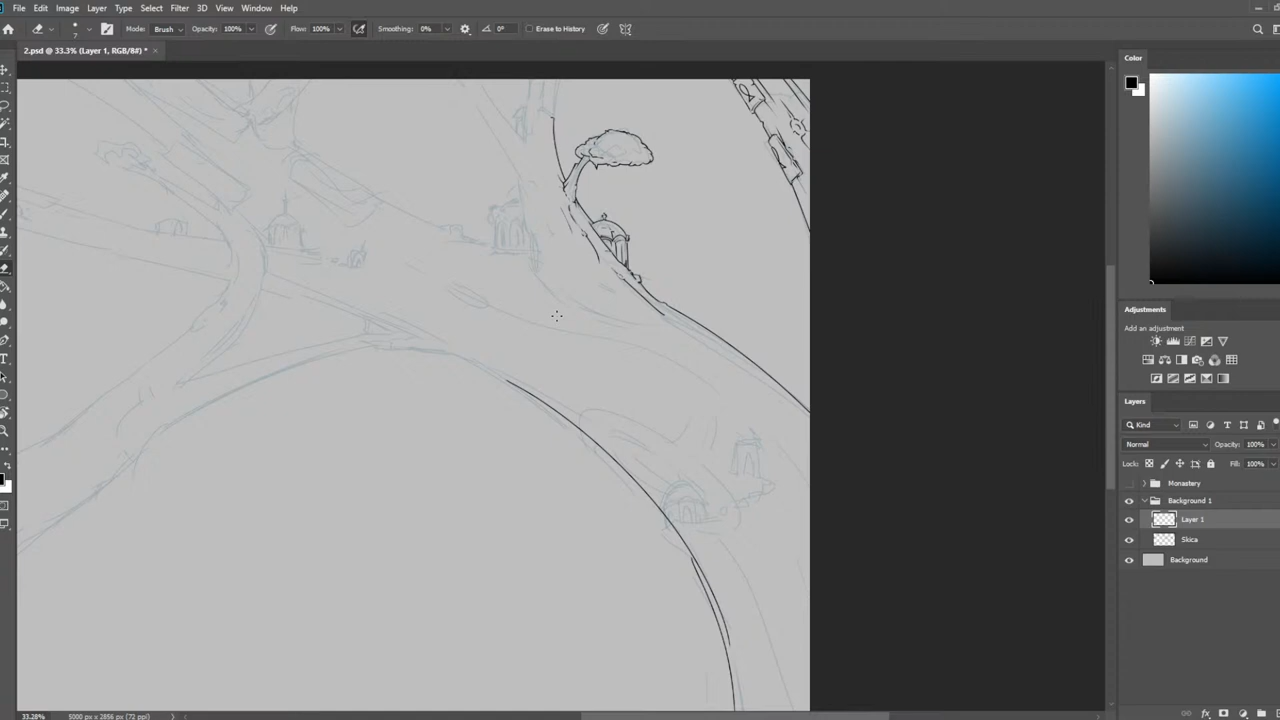 File Edit Image Layer Type Select Filter 3D View Window Help
7 Mode: Brush Opacity: 100% Flow: 100% Smoothing: 0% 0° Erase to History
2.psd @ 33.3% (Layer 1, RGB/8#) * ×
Color
Adjustments
Add an adjustment
Layers
Kind
Normal Opacity: 100%
Lock: Fill: 100%
Monastery
Background 1
Layer 1
Skica
Background
33.28% 5000 px x 2856 px (72 ppi)